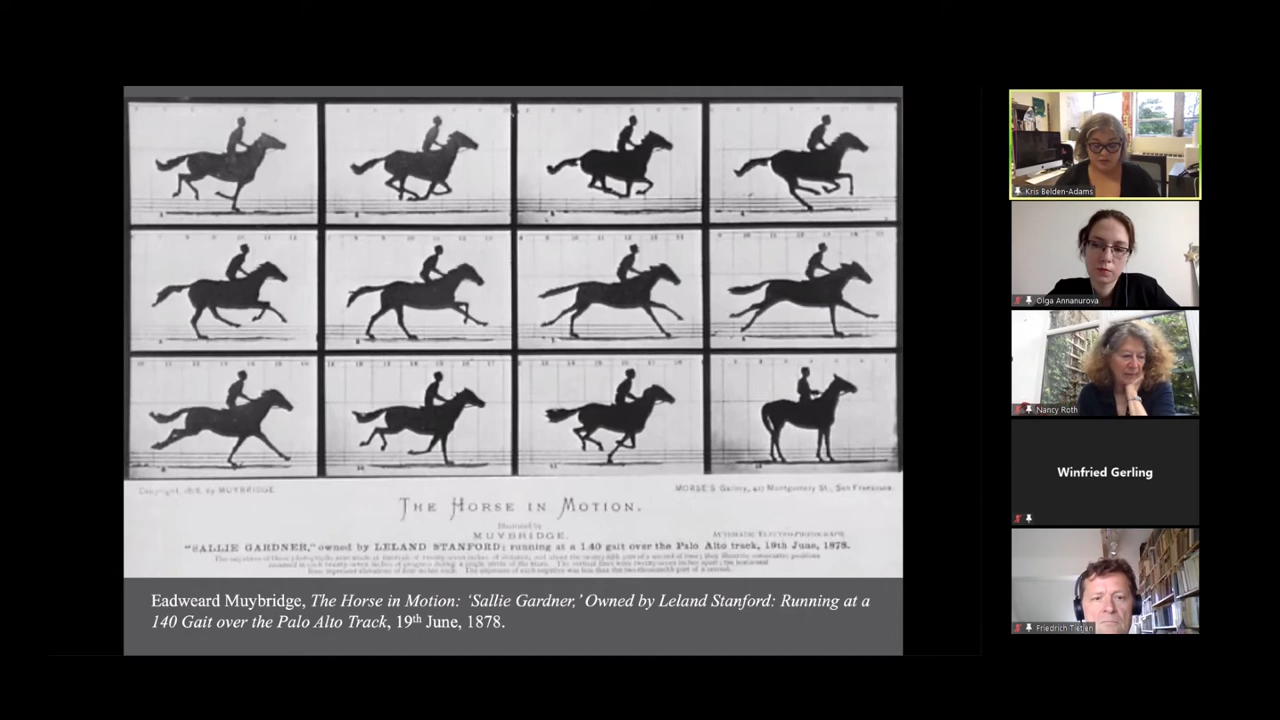 Copyright, 1878, by MUYBRIDGE.
MORSE'S Gallery, 417 Montgomery St., San Francisco.
THE HORSE IN MOTION.
Illustrated by
MUYBRIDGE.
AUTOMATIC ELECTRO-PHOTOGRAPH.
"SALLIE GARDNER," owned by LELAND STANFORD; running at a 1.40 gait over the Palo Alto track, 19th June, 1878.
Eadweard Muybridge, The Horse in Motion: ‘Sallie Gardner,’ Owned by Leland Stanford: Running at a
140 Gait over the Palo Alto Track, 19th June, 1878.
Kris Belden-Adams
Olga Annanurova
Nancy Roth
Winfried Gerling
Friedrich Tietjen